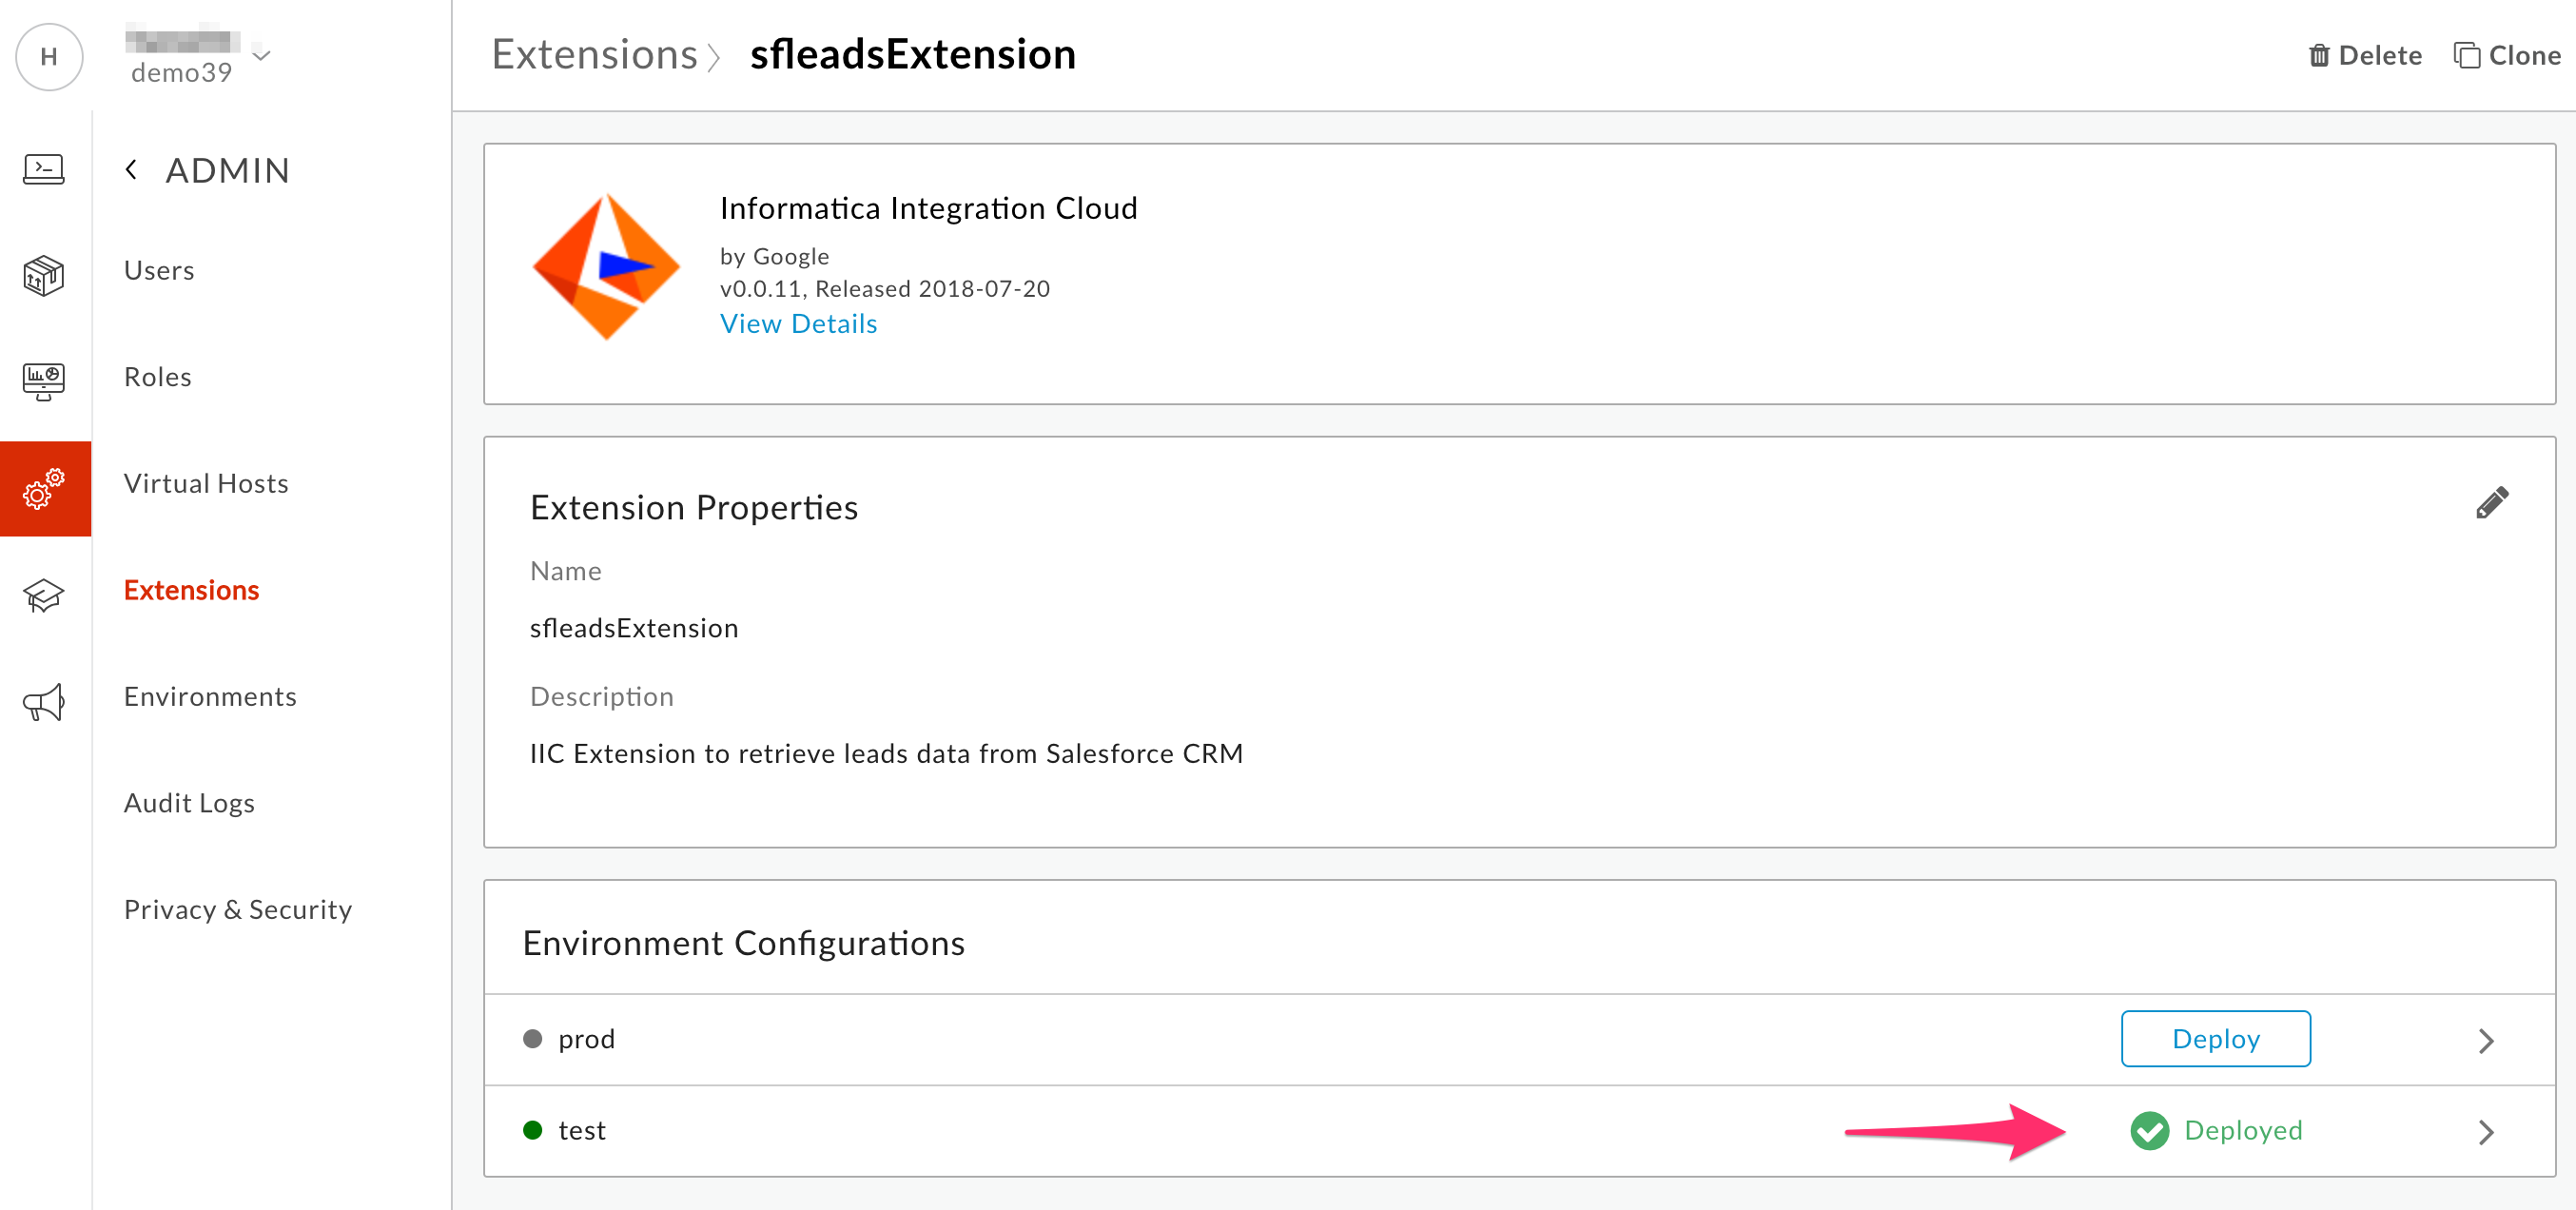 H
demo39
Extensions
sfleadsExtension
Delete
Clone
ADMIN
Users
Roles
Virtual Hosts
Extensions
Environments
Audit Logs
Privacy & Security
Informatica Integration Cloud
by Google
v0.0.11, Released 2018-07-20
View Details
Extension Properties
Name
sfleadsExtension
Description
IIC Extension to retrieve leads data from Salesforce CRM
Environment Configurations
prod
Deploy
test
Deployed